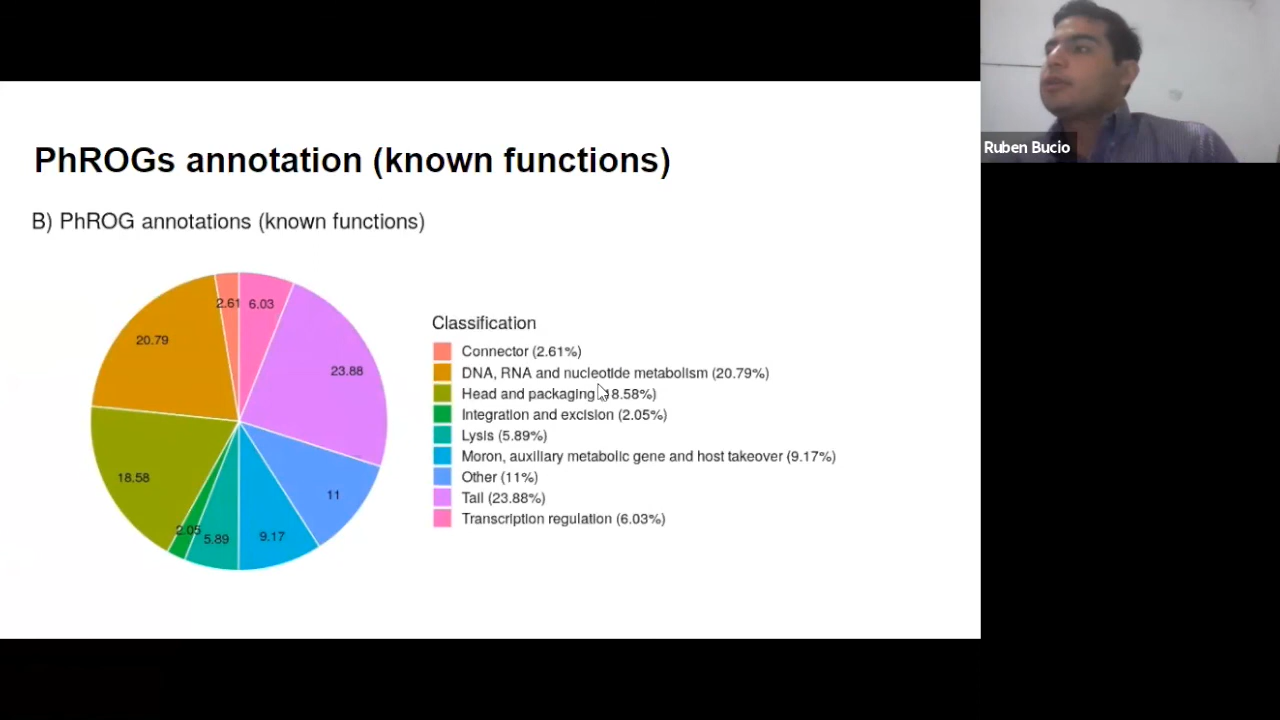 PhROGs annotation (known functions)
B) PhROG annotations (known functions)
2.61
6.03
20.79
23.88
18.58
11
2.05
5.89
9.17
Classification
Connector (2.61%)
DNA, RNA and nucleotide metabolism (20.79%)
Head and packaging 8.58%)
Integration and excision (2.05%)
Lysis (5.89%)
Moron, auxiliary metabolic gene and host takeover (9.17%)
Other (11%)
Tail (23.88%)
Transcription regulation (6.03%)
Ruben Bucio